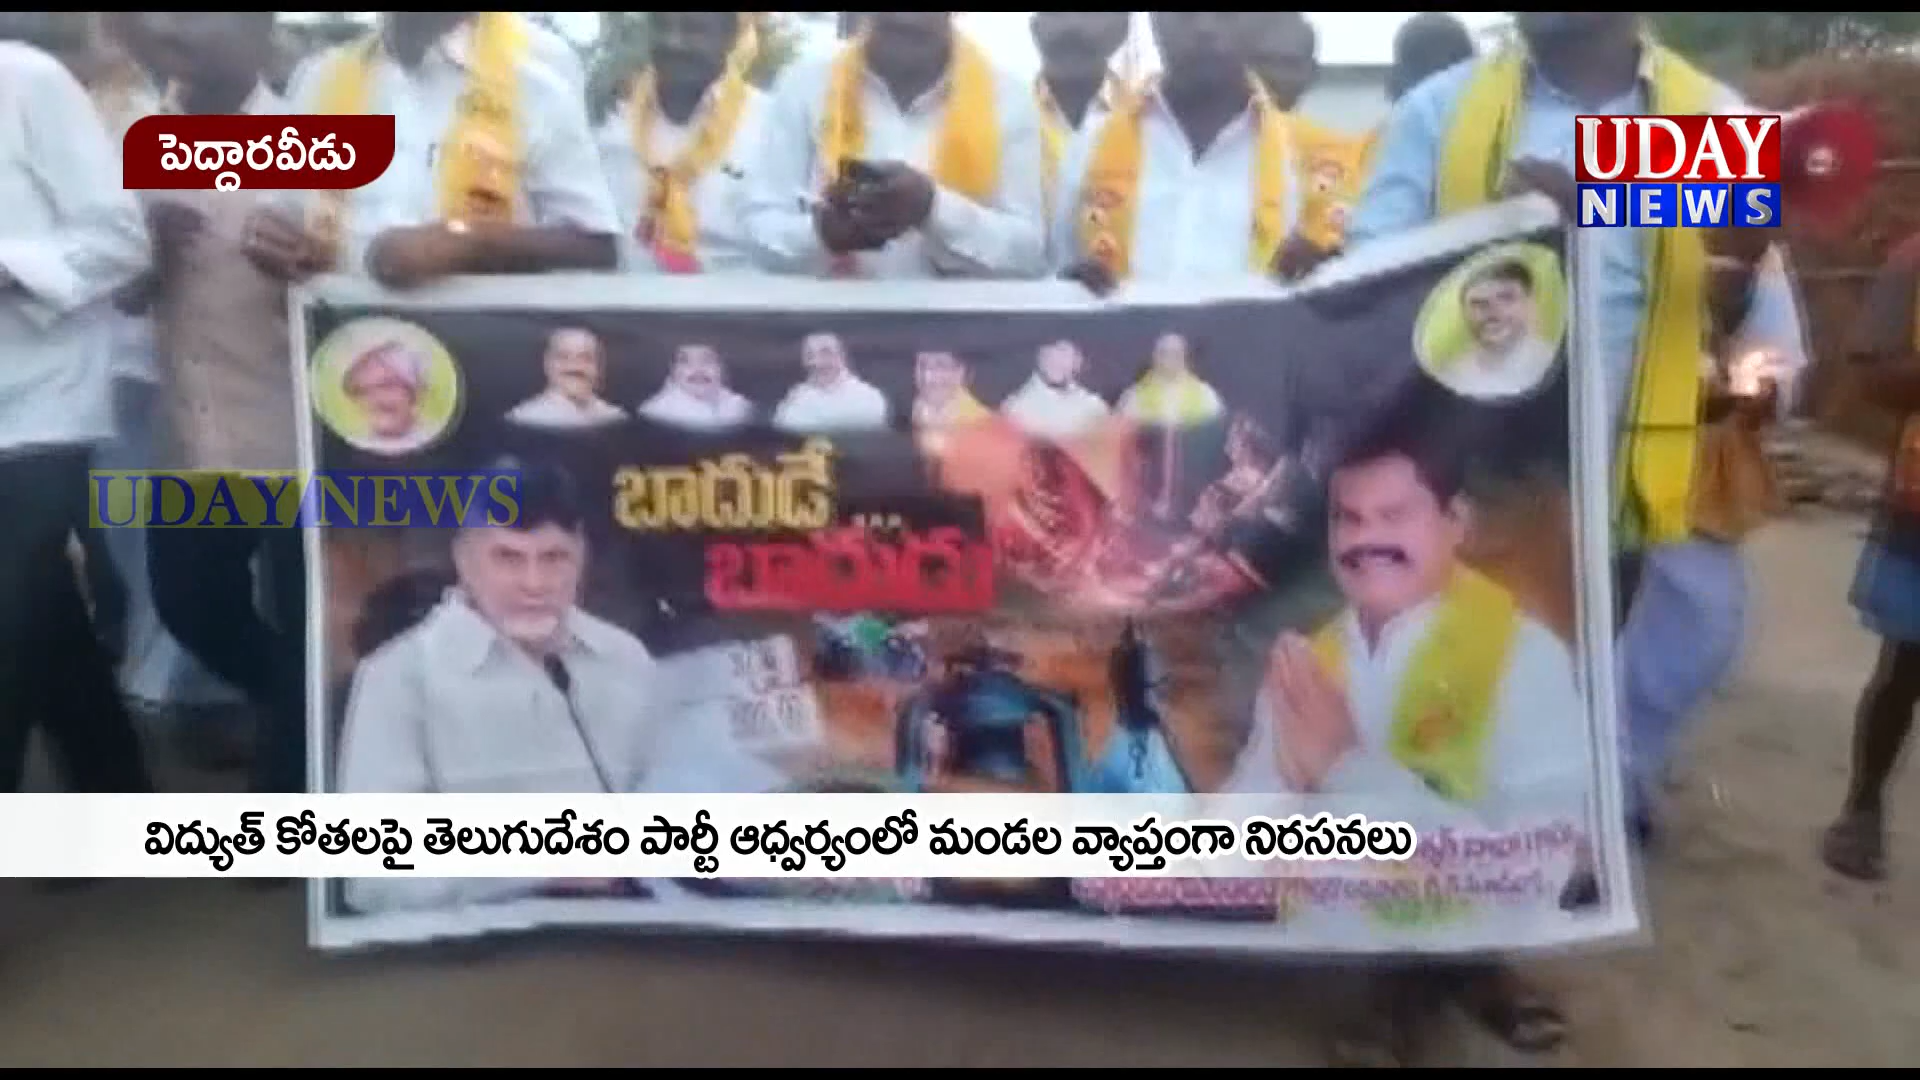 పెద్దారవీడు
UDAY
NEWS
బాదుడే ...
బాదుడు
UDAY NEWS
విద్యుత్ కోతలపై తెలుగుదేశం పార్టీ ఆధ్వర్యంలో మండల వ్యాప్తంగా నిరసనలు